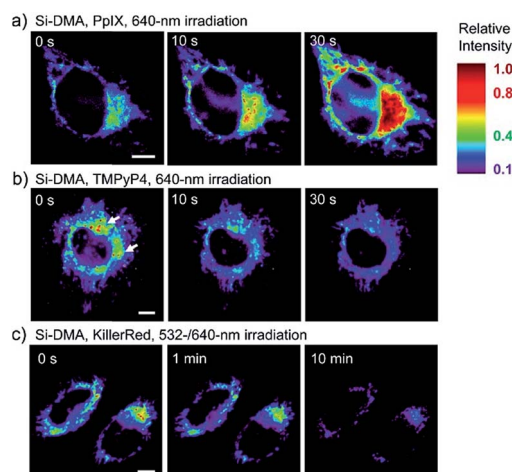 a) Si-DMA, PpIX, 640-nm irradiation
0 s
10 s
30 s
Relative
Intensity
1.0
0.8
0.4
0.1
b) Si-DMA, TMPyP4, 640-nm irradiation
0 s
10 s
30 s
c) Si-DMA, KillerRed, 532-/640-nm irradiation
0 s
1 min
10 min